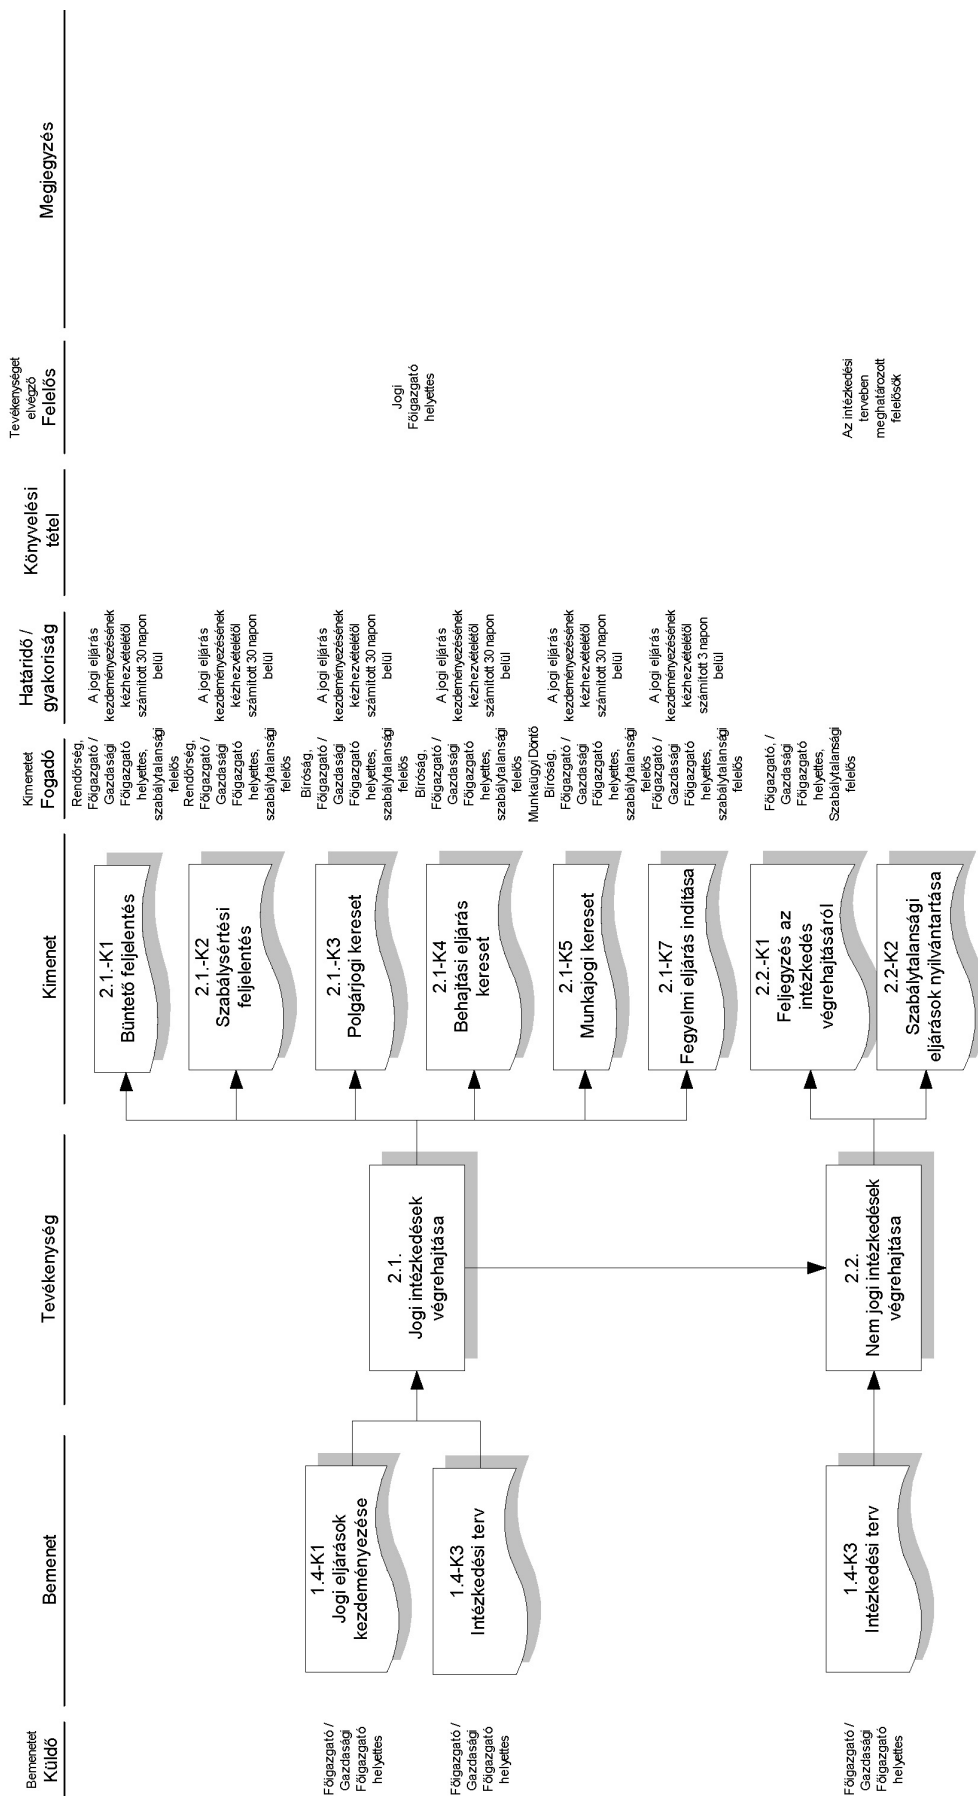 Bemenetet
Küldő
Bemenet
Tevékenység
Kimenet
Kimenetet
Fogadó
Határidő /
gyakoriság
Könyvelési
tétel
Tevékenységet
elvégző
Felelős
Megjegyzés
Főigazgató /
Gazdasági
Főigazgató
helyettes
1.4-K1
Jogi eljárások
kezdeményezése
Főigazgató /
Gazdasági
Főigazgató
helyettes
1.4-K3
Intézkedési terv
2.1.
Jogi intézkedések
végrehajtása
2.1.-K1
Büntető feljelentés
Rendőrség,
Főigazgató /
Gazdasági
Főigazgató
helyettes,
szabálytalansági
felelős
A jogi eljárás
kezdeményezésének
kézhezvételétől
számított 30 napon
belül
2.1.-K2
Szabálysértési
feljelentés
Rendőrség,
Főigazgató /
Gazdasági
Főigazgató
helyettes,
szabálytalansági
felelős
A jogi eljárás
kezdeményezésének
kézhezvételétől
számított 30 napon
belül
2.1.-K3
Polgárjogi kereset
Bíróság,
Főigazgató /
Gazdasági
Főigazgató
helyettes,
szabálytalansági
felelős
A jogi eljárás
kezdeményezésének
kézhezvételétől
számított 30 napon
belül
2.1-K4
Behajtási eljárás
kereset
Bíróság,
Főigazgató /
Gazdasági
Főigazgató
helyettes,
szabálytalansági
felelős
A jogi eljárás
kezdeményezésének
kézhezvételétől
számított 30 napon
belül
2.1-K5
Munkajogi kereset
Munkaügyi Döntő
Bíróság,
Főigazgató /
Gazdasági
Főigazgató
helyettes,
szabálytalansági
felelős
A jogi eljárás
kezdeményezésének
kézhezvételétől
számított 30 napon
belül
2.1-K7
Fegyelmi eljárás indítása
Főigazgató /
Gazdasági
Főigazgató
helyettes,
szabálytalansági
felelős
A jogi eljárás
kezdeményezésének
kézhezvételétől
számított 3 napon
belül
Jogi
Főigazgató
helyettes
Főigazgató /
Gazdasági
Főigazgató
helyettes
1.4-K3
Intézkedési terv
2.2.
Nem jogi intézkedések
végrehajtása
2.2.-K1
Feljegyzés az
intézkedés
végrehajtásáról
Főigazgató, /
Gazdasági
Főigazgató
helyettes,
Szabálytalansági
felelős
2.2-K2
Szabálytalansági
eljárások nyilvántartása
Az intézkedési
tervében
meghatározott
felelősök